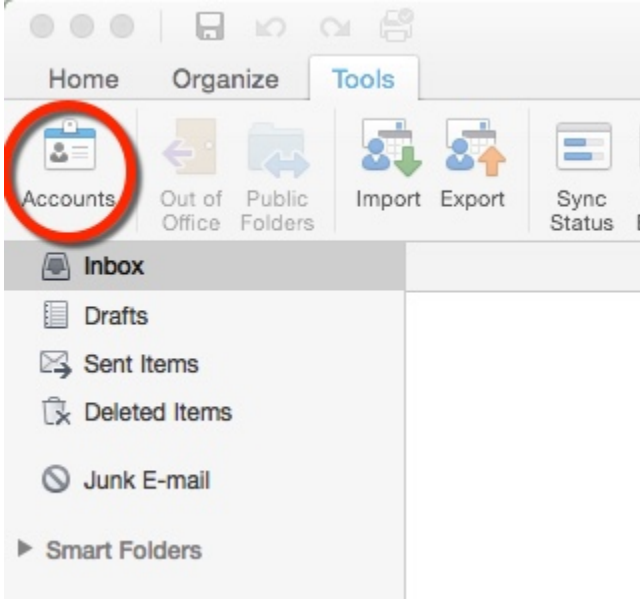 Home Organize Tools
Accounts Out of Office Public Folders Import Export Sync Status
Inbox
Drafts
Sent Items
Deleted Items
Junk E-mail
Smart Folders